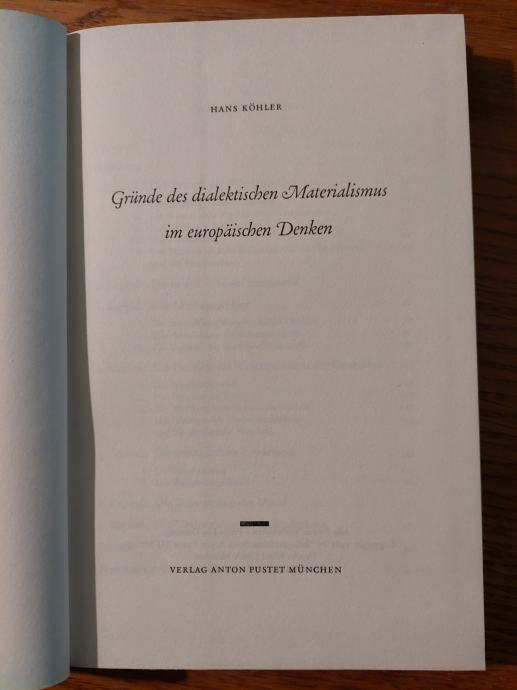 HANS KÖHLER
Gründe des dialektischen Materialismus
im europäischen Denken
VERLAG ANTON PUSTET MÜNCHEN